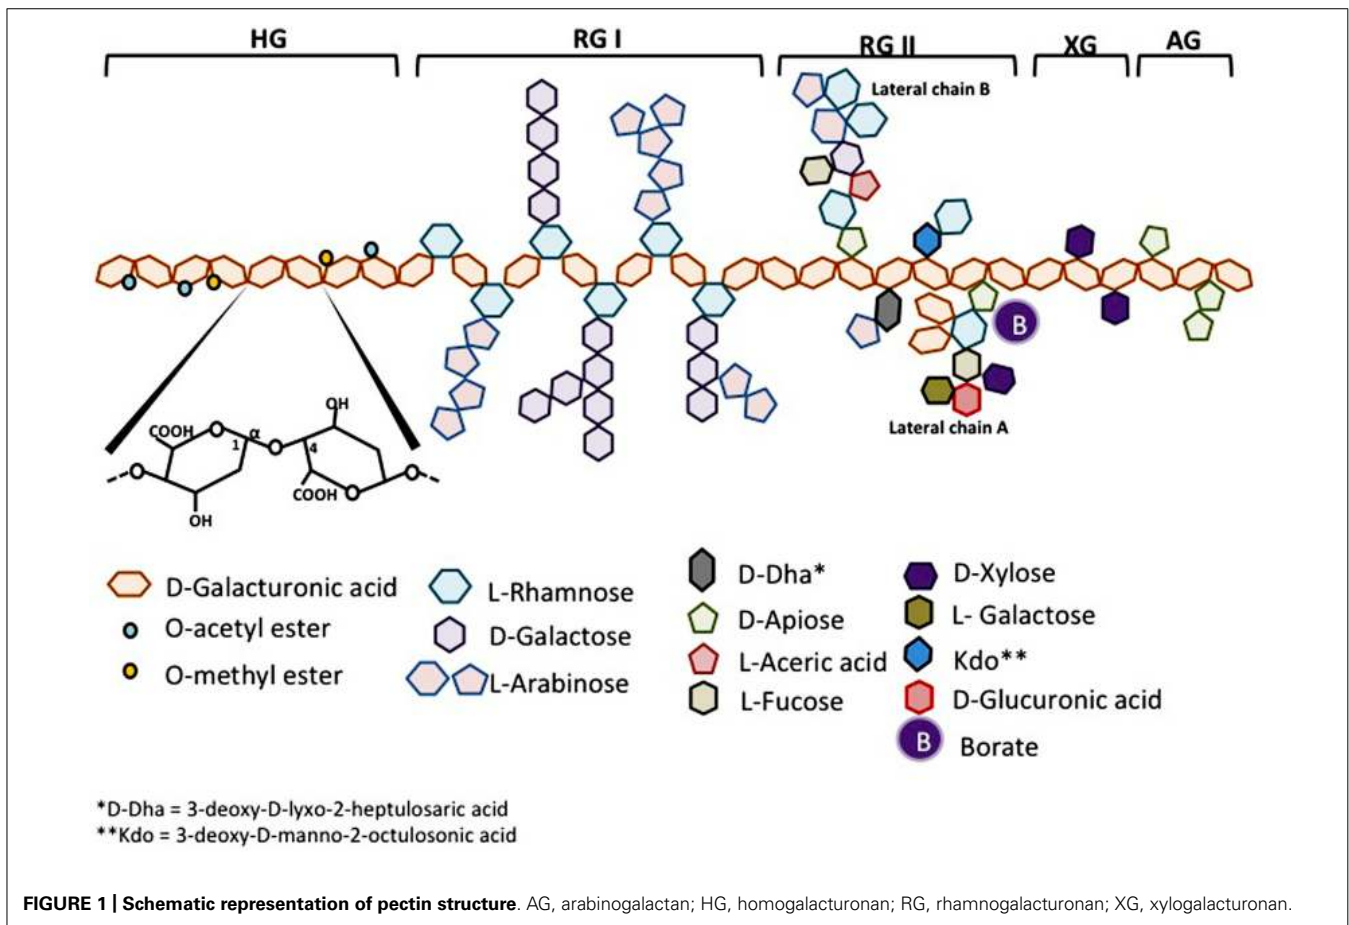 HG
RG I
RG II
XG
AG
Lateral chain B
B
Lateral chain A
OH
COOH
O
1
α
O
4
O
O
COOH
O
OH
D-Galacturonic acid
O-acetyl ester
O-methyl ester
L-Rhamnose
D-Galactose
L-Arabinose
D-Dha*
D-Apiose
L-Aceric acid
L-Fucose
D-Xylose
L- Galactose
Kdo**
D-Glucuronic acid
B Borate
*D-Dha = 3-deoxy-D-lyxo-2-heptulosaric acid
**Kdo = 3-deoxy-D-manno-2-octulosonic acid
FIGURE 1 | Schematic representation of pectin structure. AG, arabinogalactan; HG, homogalacturonan; RG, rhamnogalacturonan; XG, xylogalacturonan.